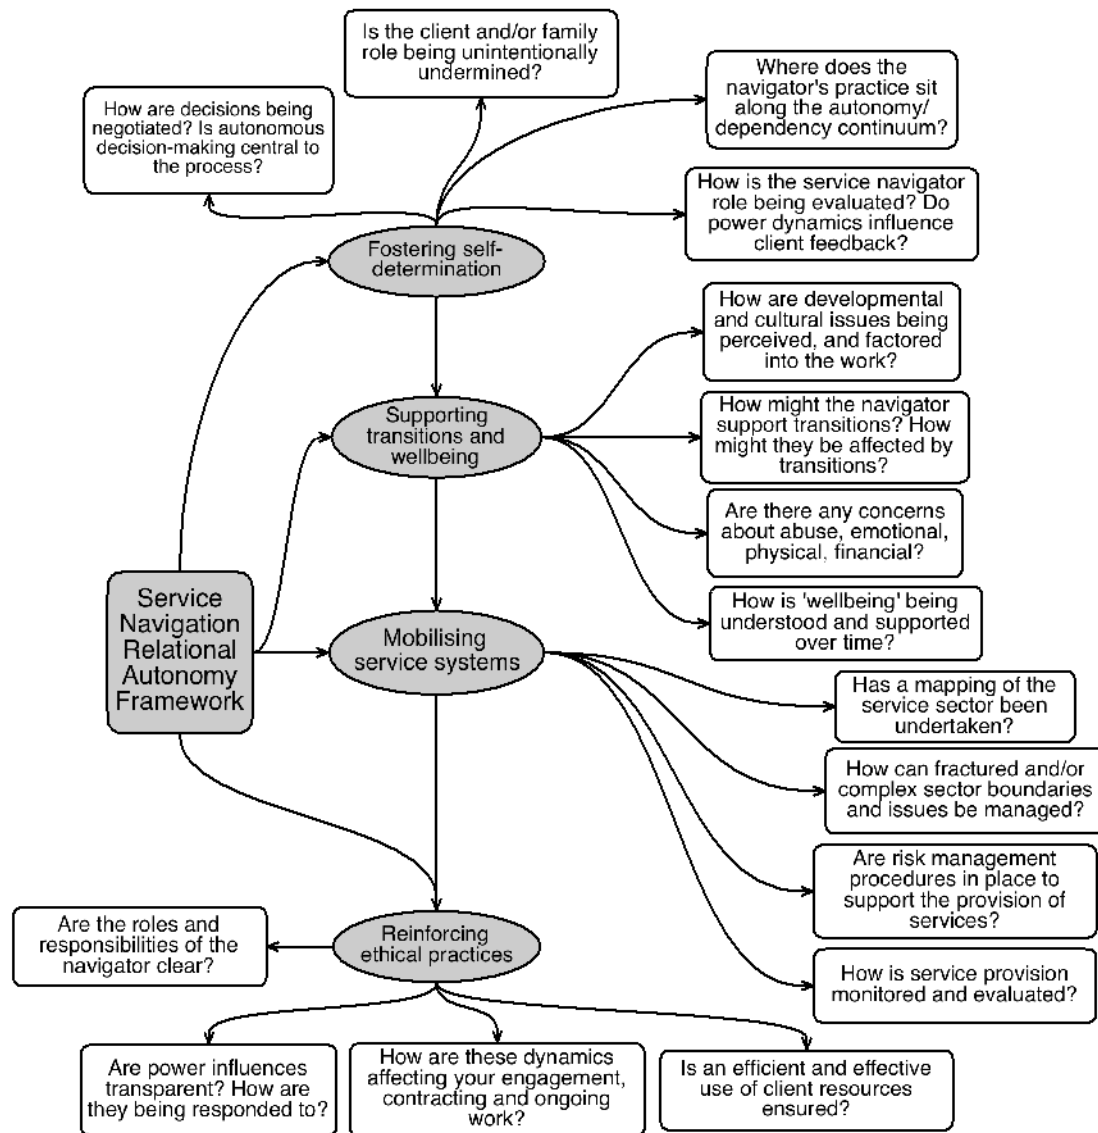 Is the client and/or family
role being unintentionally
undermined?
Where does the
navigator's practice sit
along the autonomy/
dependency continuum?
How are decisions being
negotiated? Is autonomous
decision-making central to
the process?
How is the service navigator
role being evaluated? Do
power dynamics influence
client feedback?
Fostering self-
determination
How are developmental
and cultural issues being
perceived, and factored
into the work?
Supporting
transitions and
wellbeing
How might the navigator
support transitions? How
might they be affected by
transitions?
Are there any concerns
about abuse, emotional,
physical, financial?
How is 'wellbeing' being
understood and supported
over time?
Service
Navigation
Relational
Autonomy
Framework
Mobilising
service systems
Has a mapping of the
service sector been
undertaken?
How can fractured and/or
complex sector boundaries
and issues be managed?
Are risk management
procedures in place to
support the provision of
services?
How is service provision
monitored and evaluated?
Reinforcing
ethical practices
Are the roles and
responsibilities of the
navigator clear?
Are power influences
transparent? How are
they being responded to?
How are these dynamics
affecting your engagement,
contracting and ongoing
work?
Is an efficient and effective
use of client resources
ensured?